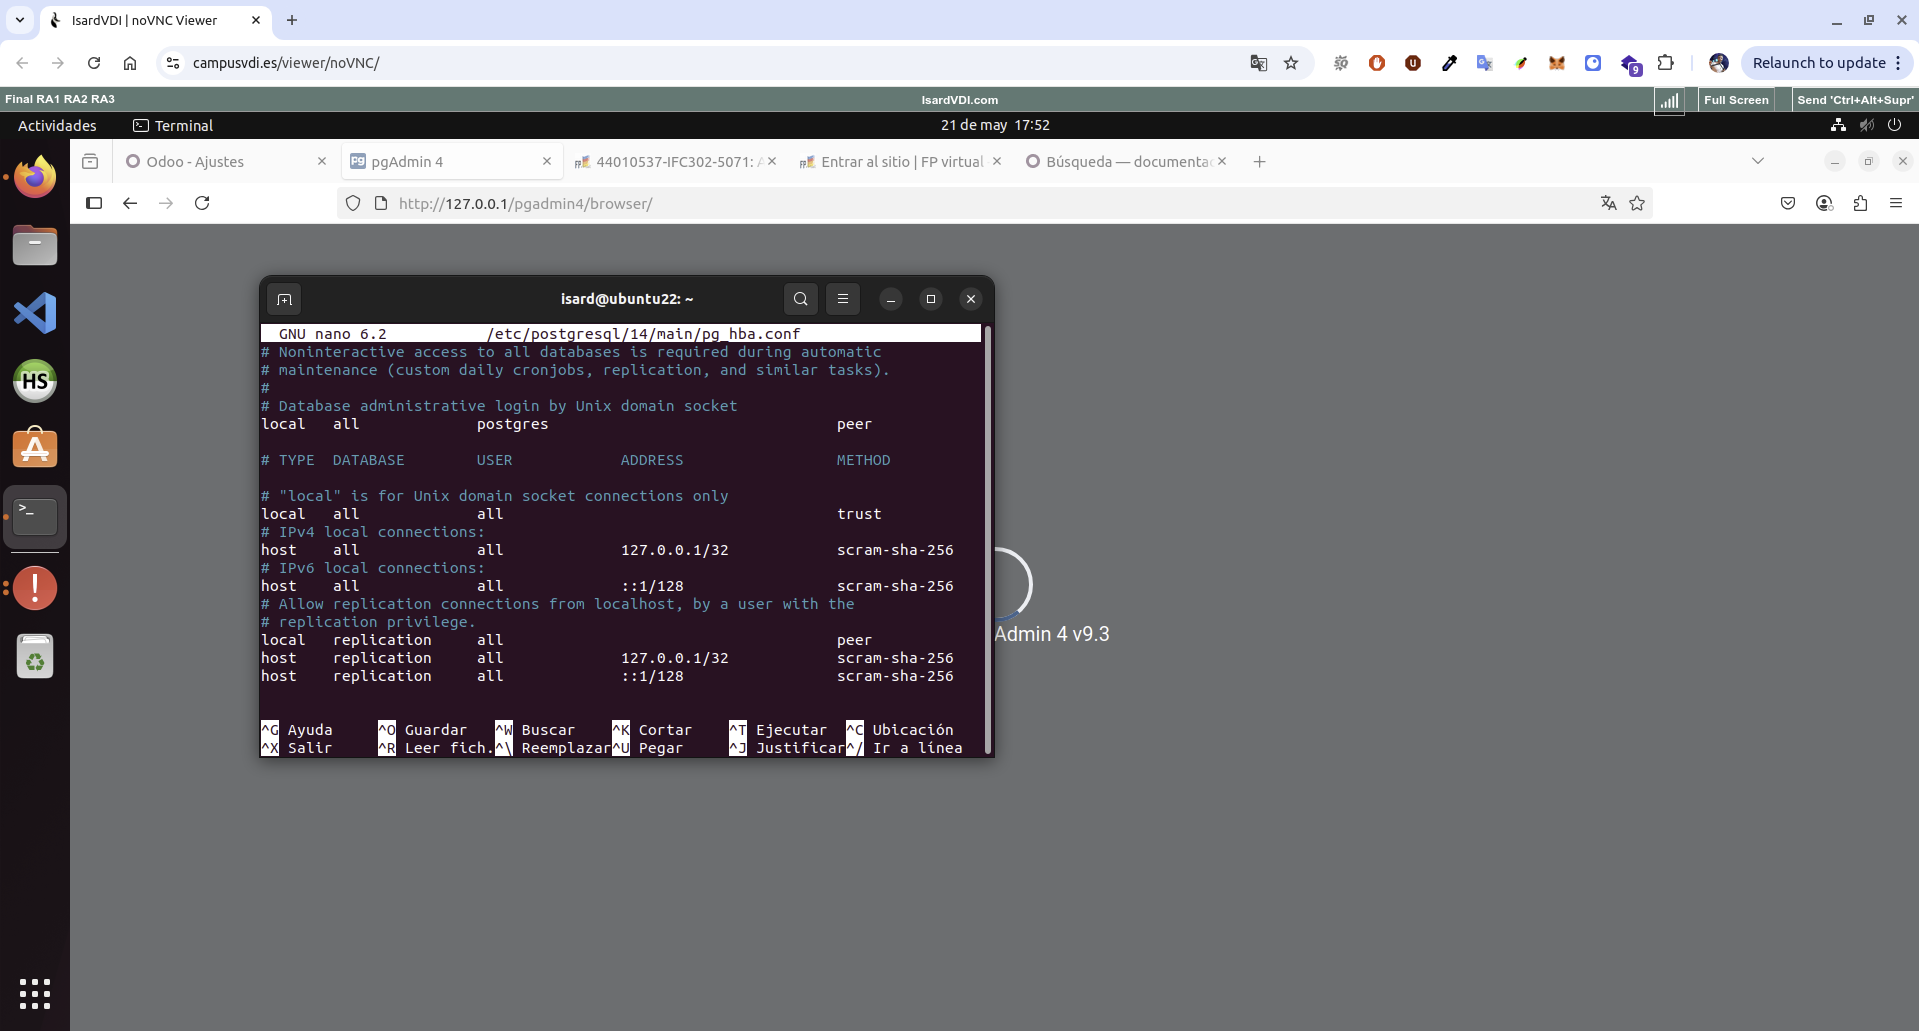 IsardVDI | noVNC Viewer
campusvdi.es/viewer/noVNC/
9
Relaunch to update
Final RA1 RA2 RA3
IsardVDI.com
Full Screen
Send 'Ctrl+Alt+Supr'
Actividades
Terminal
21 de may 17:52
Odoo - Ajustes
pgAdmin 4
44010537-IFC302-5071: A
Entrar al sitio | FP virtual
Búsqueda — documentac
http://127.0.0.1/pgadmin4/browser/
isard@ubuntu22: ~
GNU nano 6.2 /etc/postgresql/14/main/pg_hba.conf
# Noninteractive access to all databases is required during automatic
# maintenance (custom daily cronjobs, replication, and similar tasks).
#
# Database administrative login by Unix domain socket
local all postgres peer
# TYPE DATABASE USER ADDRESS METHOD
# "local" is for Unix domain socket connections only
local all all trust
# IPv4 local connections:
host all all 127.0.0.1/32 scram-sha-256
# IPv6 local connections:
host all all ::1/128 scram-sha-256
# Allow replication connections from localhost, by a user with the
# replication privilege.
local replication all peer
host replication all 127.0.0.1/32 scram-sha-256
host replication all ::1/128 scram-sha-256
^G Ayuda ^O Guardar ^W Buscar ^K Cortar ^T Ejecutar ^C Ubicación
^X Salir ^R Leer fich. ^\ Reemplazar ^U Pegar ^J Justificar ^/ Ir a línea
Admin 4 v9.3
HS